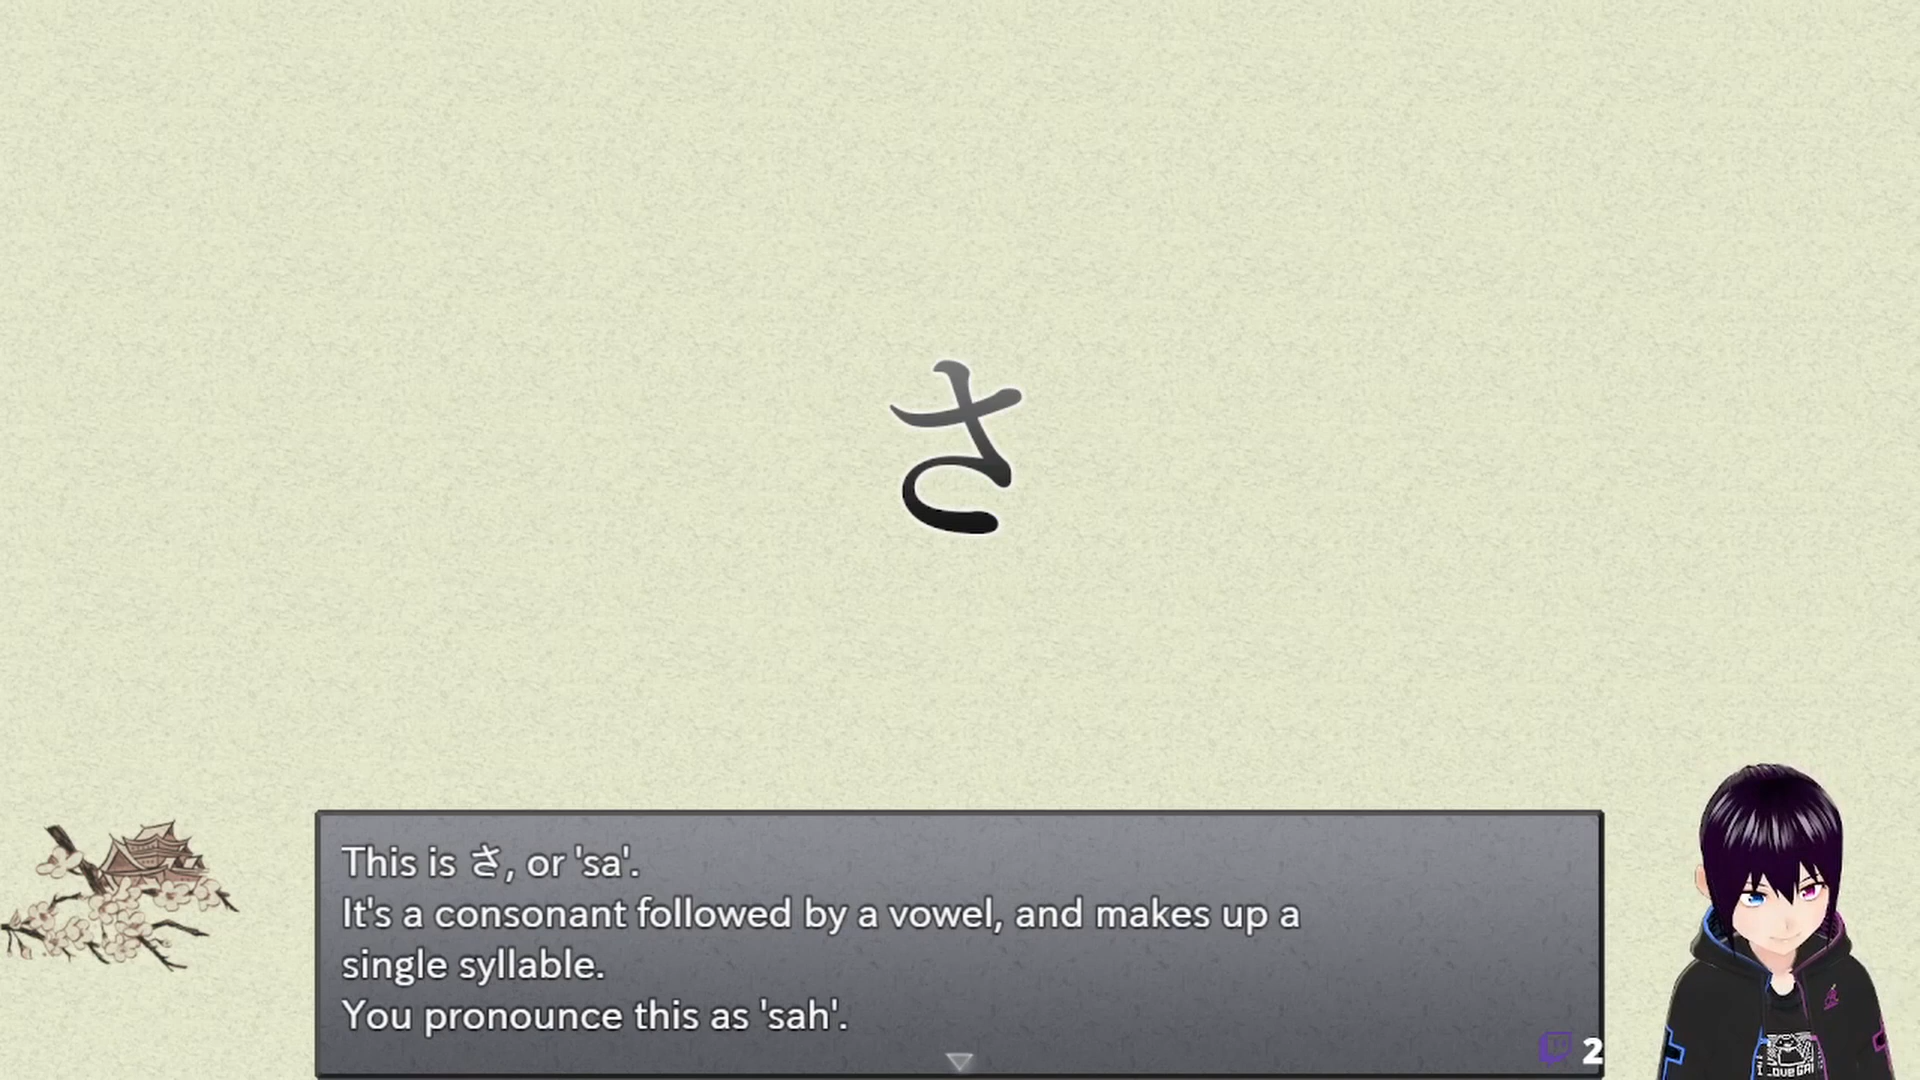 さ
This is さ, or 'sa'.
It's a consonant followed by a vowel, and makes up a
single syllable.
You pronounce this as 'sah'.
2